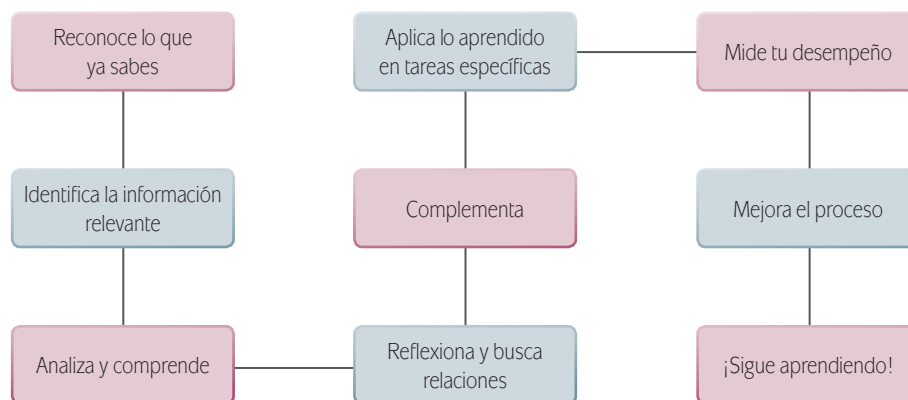 Reconoce lo que
ya sabes
Identifica la información
relevante
Analiza y comprende
Reflexiona y busca
relaciones
Complementa
Aplica lo aprendido
en tareas específicas
Mide tu desempeño
Mejora el proceso
¡Sigue aprendiendo!